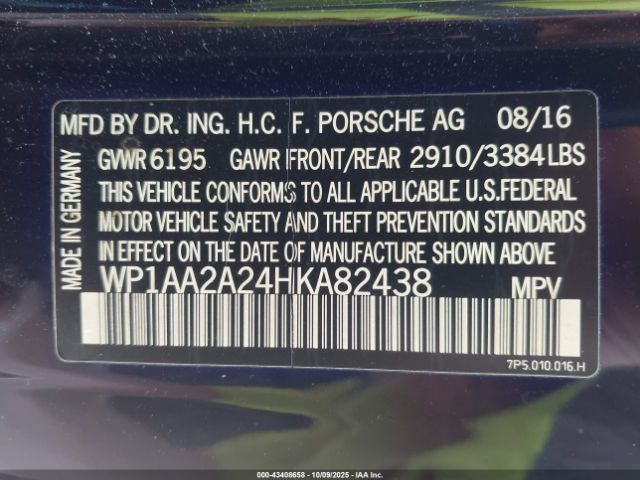 MFD BY DR. ING. H.C. F. PORSCHE AG 08/16
GVWR 6195 GAWR FRONT/REAR 2910/3384 LBS
THIS VEHICLE CONFORMS TO ALL APPLICABLE U.S.FEDERAL
MOTOR VEHICLE SAFETY AND THEFT PREVENTION STANDARDS
IN EFFECT ON THE DATE OF MANUFACTURE SHOWN ABOVE.
WP1AA2A24HKA82438 MPV
MADE IN GERMANY
7P5.010.016.H
000-43408658 - 10/09/2025 - IAA Inc.